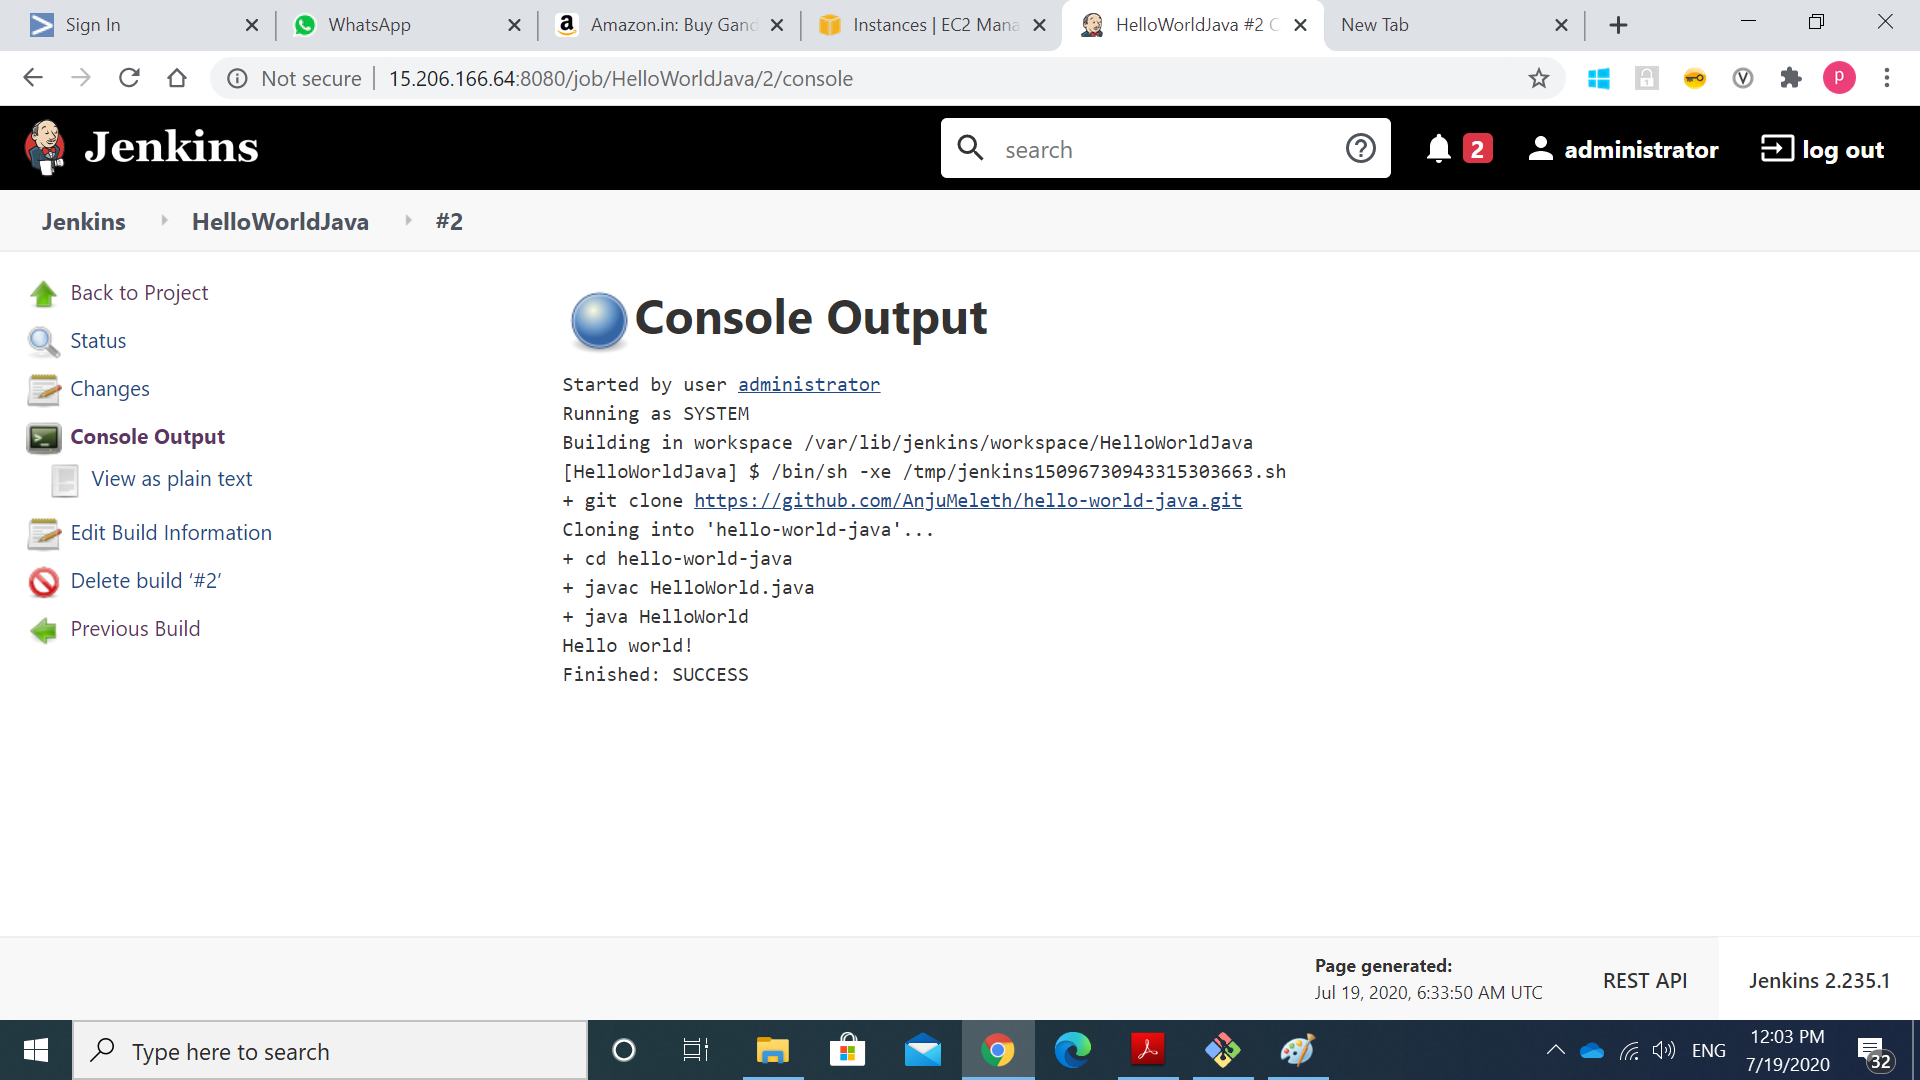 Sign In
WhatsApp
Amazon.in: Buy Gand
Instances | EC2 Mana
HelloWorldJava #2 C
New Tab
Not secure
15.206.166.64:8080/job/HelloWorldJava/2/console
p
Jenkins
search
2
administrator
log out
Jenkins
HelloWorldJava
#2
Back to Project
Status
Changes
Console Output
View as plain text
Edit Build Information
Delete build ‘#2’
Previous Build
Console Output
Started by user administrator
Running as SYSTEM
Building in workspace /var/lib/jenkins/workspace/HelloWorldJava
[HelloWorldJava] $ /bin/sh -xe /tmp/jenkins15096730943315303663.sh
+ git clone https://github.com/AnjuMeleth/hello-world-java.git
Cloning into 'hello-world-java'...
+ cd hello-world-java
+ javac HelloWorld.java
+ java HelloWorld
Hello world!
Finished: SUCCESS
Page generated:
Jul 19, 2020, 6:33:50 AM UTC
REST API
Jenkins 2.235.1
Type here to search
ENG
12:03 PM
7/19/2020
32